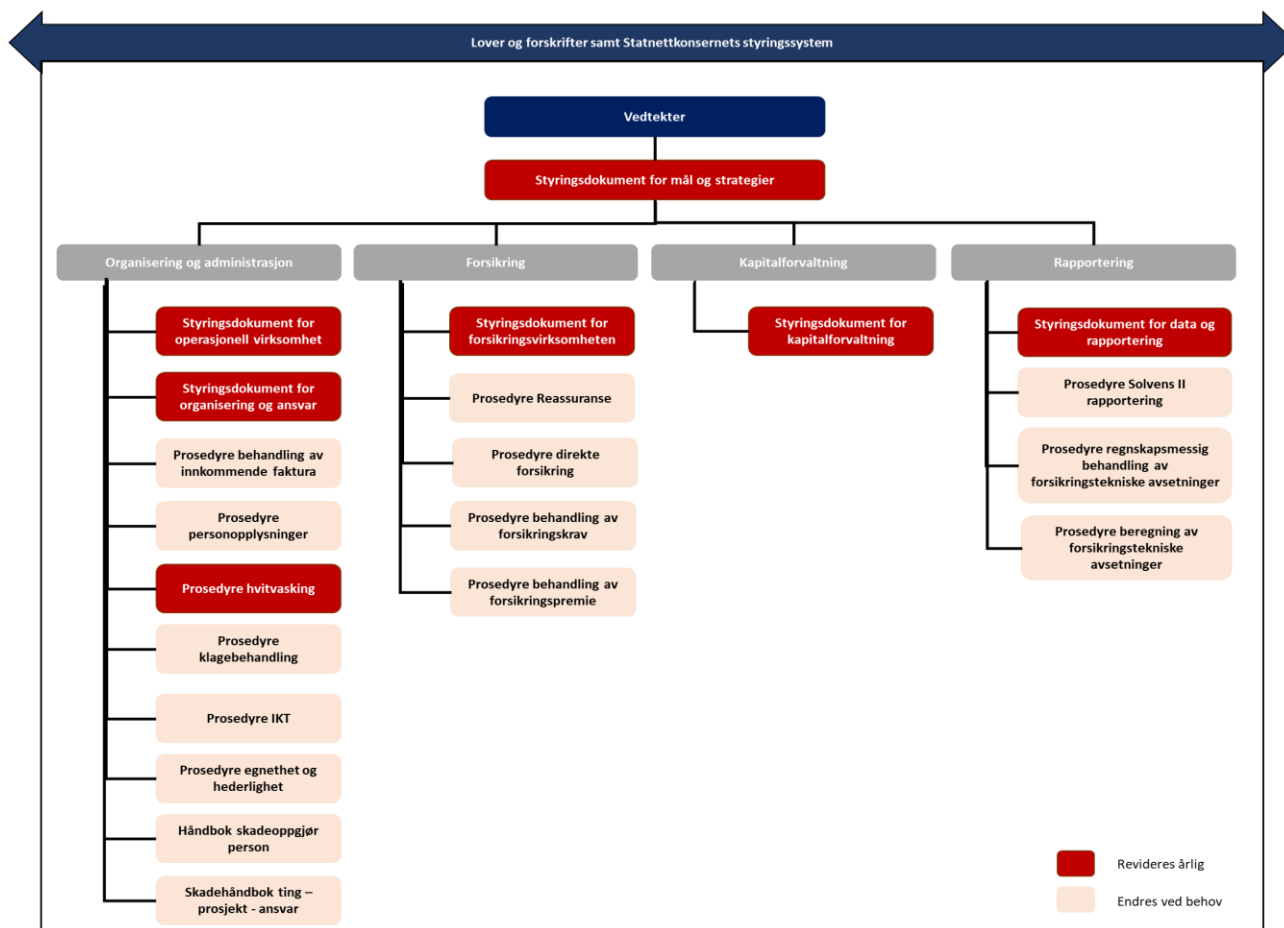 Lover og forskrifter samt Statnettkonsernets styringssystem
Vedtekter
Styringsdokument for mål og strategier
Organisering og administrasjon
Styringsdokument for
operasjonell virksomhet
Styringsdokument for
organisering og ansvar
Prosedyre behandling av
innkommende faktura
Prosedyre
personopplysninger
Prosedyre hvitvasking
Prosedyre
klagebehandling
Prosedyre IKT
Prosedyre egnethet og
hederlighet
Håndbok skadeoppgjør
person
Skadehåndbok ting –
prosjekt - ansvar
Forsikring
Styringsdokument for
forsikringsvirksomheten
Prosedyre Reassuranse
Prosedyre direkte
forsikring
Prosedyre behandling av
forsikringskrav
Prosedyre behandling av
forsikringspremie
Kapitalforvaltning
Styringsdokument for
kapitalforvaltning
Rapportering
Styringsdokument for data og
rapportering
Prosedyre Solvens II
rapportering
Prosedyre regnskapsmessig
behandling av
forsikringstekniske avsetninger
Prosedyre beregning av
forsikringstekniske
avsetninger
Revideres årlig
Endres ved behov